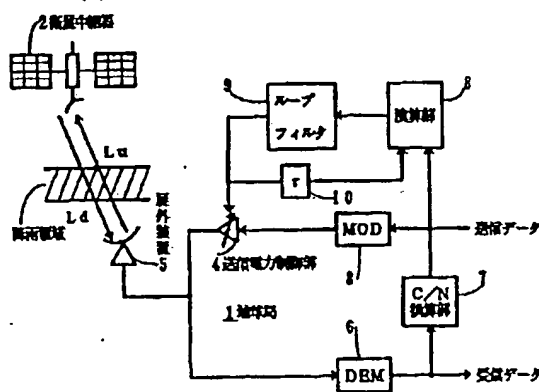 2衛星中継器
9
ループ
フィルタ
演算部
8
Lu
Ld
降雨領域
屋外装置
5
τ
10
4送信電力制御部
MOD
送信データ
1地球局
C/N
演算部
7
6
DEM
受信データ